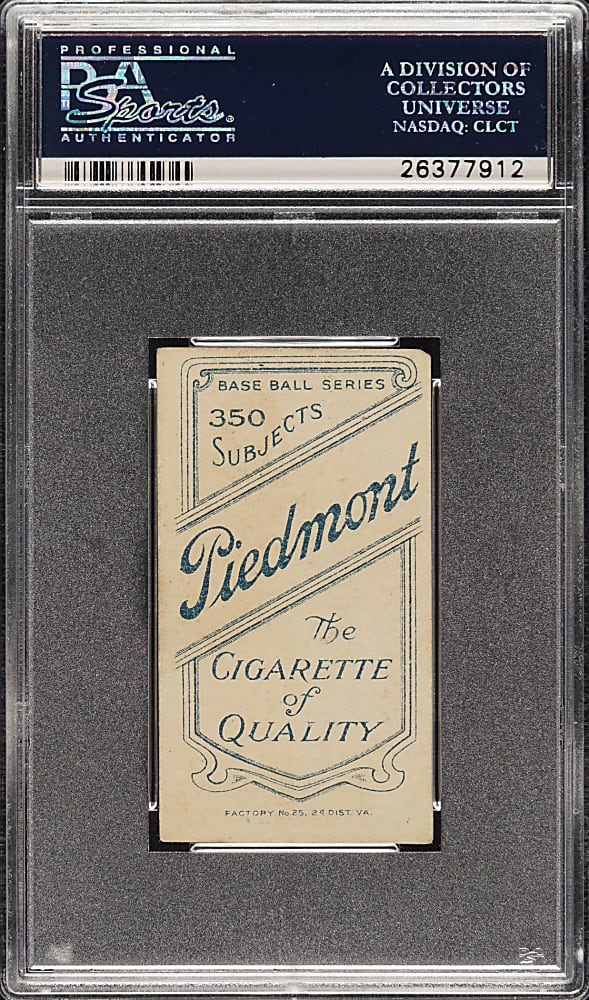 PROFESSIONAL
PSA
Sports®
AUTHENTICATOR
A DIVISION OF
COLLECTORS
UNIVERSE
NASDAQ: CLCT
26377912
BASE BALL SERIES
350
SUBJECTS
Piedmont
The
CIGARETTE
of
QUALITY
FACTORY No 25, 2d DIST. VA.